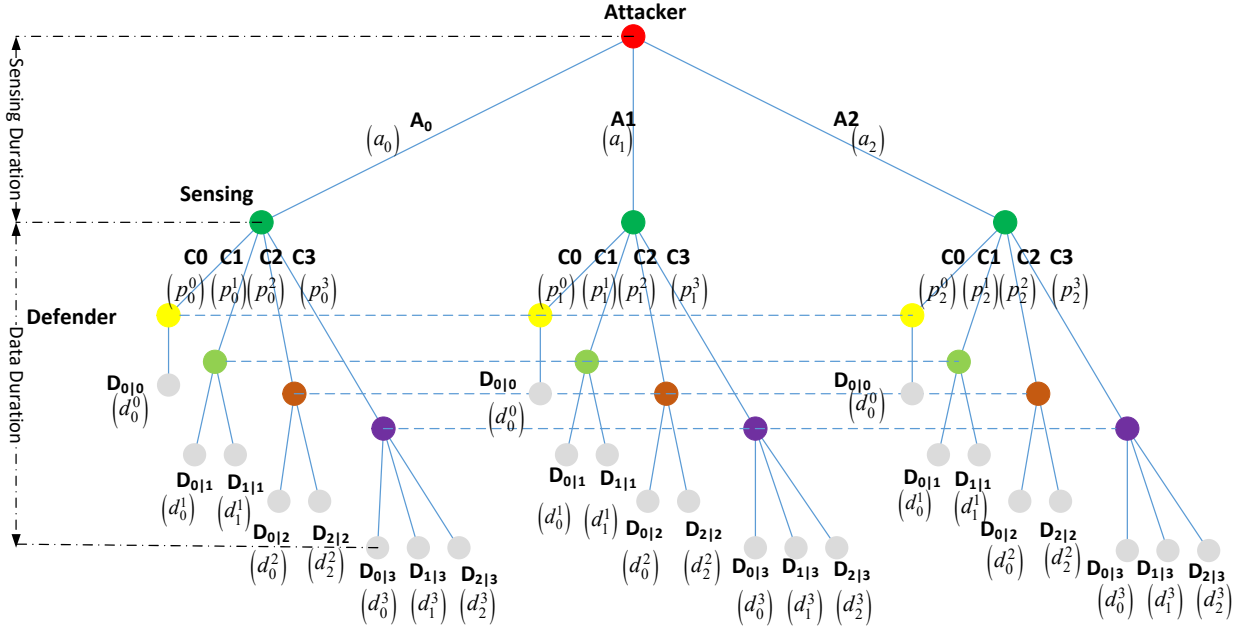 Attacker
Sensing Duration
A₀ A1 A2
(a₀) (a₁) (a₂)
Sensing
C0 C1 C2 C3 C0 C1 C2 C3 C0 C1 C2 C3
(p₀⁰) (p₀¹) (p₀²) (p₀³) (p₁⁰) (p₁¹) (p₁²) (p₁³) (p₂⁰) (p₂¹) (p₂²) (p₂³)
Defender
Data Duration
D₀|₀ D₀|₀ D₀|₀
(d₀⁰) (d₀⁰) (d₀⁰)
D₀|₁ D₁|₁ D₀|₁ D₁|₁ D₀|₁ D₁|₁
(d₀¹) (d₁¹) (d₀¹) (d₁¹) (d₀¹) (d₁¹)
D₀|₂ D₂|₂ D₀|₂ D₂|₂ D₀|₂ D₂|₂
(d₀²) (d₂²) (d₀²) (d₂²) (d₀²) (d₂²)
D₀|₃ D₁|₃ D₂|₃ D₀|₃ D₁|₃ D₂|₃ D₀|₃ D₁|₃ D₂|₃
(d₀³) (d₁³) (d₂³) (d₀³) (d₁³) (d₂³) (d₀³) (d₁³) (d₂³)